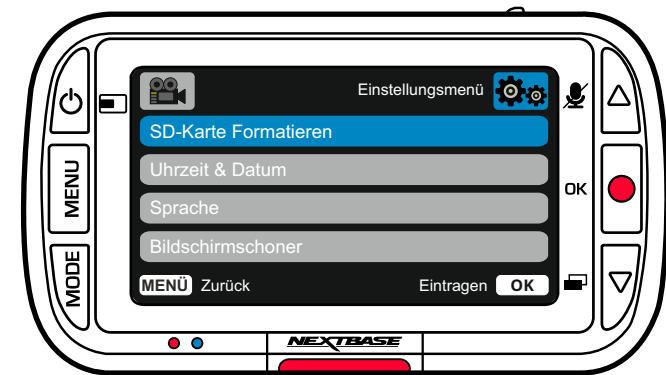 Einstellungsmenü
SD-Karte Formatieren
Uhrzeit & Datum
Sprache
Bildschirmschoner
MENÜ Zurück Eintragen OK
MENU
MODE
OK
NEXTBASE